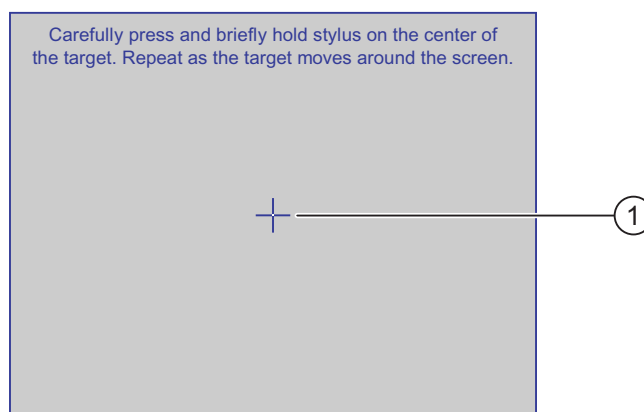 Carefully press and briefly hold stylus on the center of
the target. Repeat as the target moves around the screen.
1